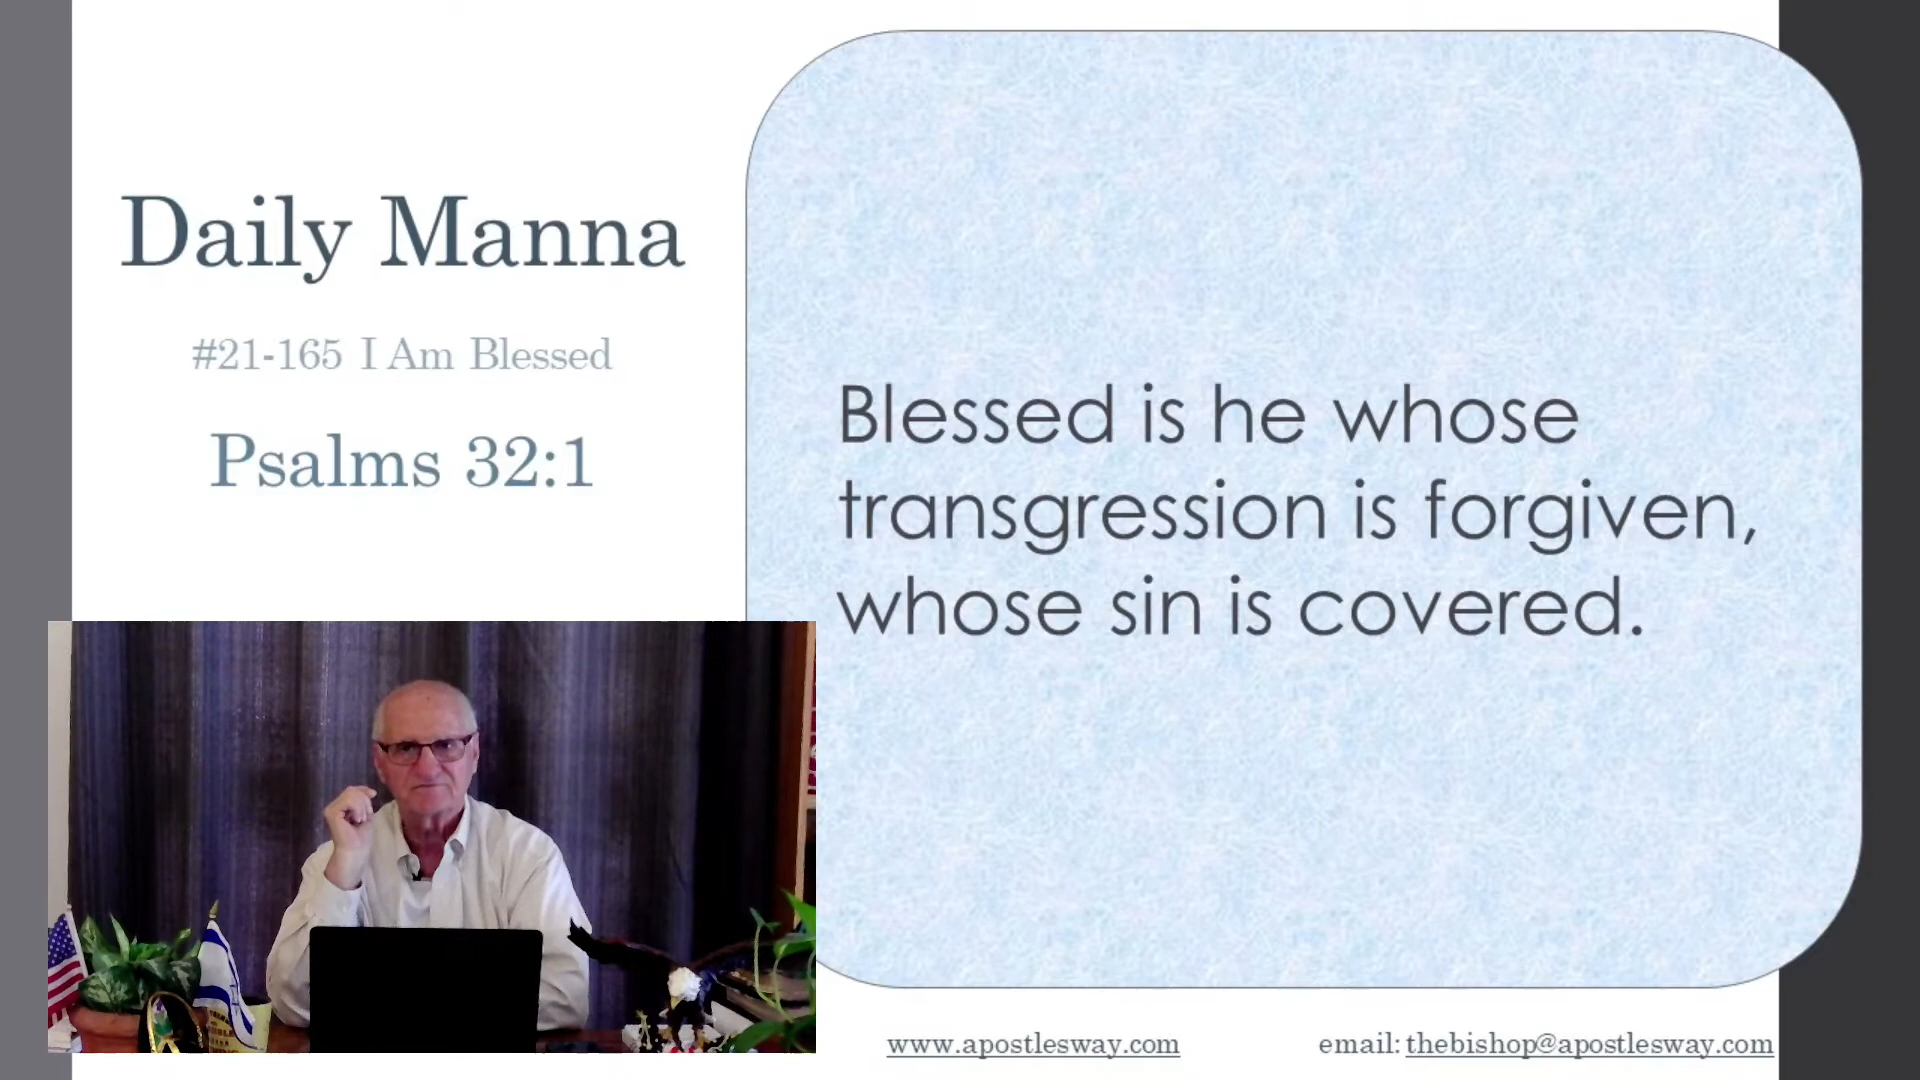 Daily Manna
#21-165 I Am Blessed
Psalms 32:1
Blessed is he whose
transgression is forgiven,
whose sin is covered.
www.apostlesway.com
email: thebishop@apostlesway.com